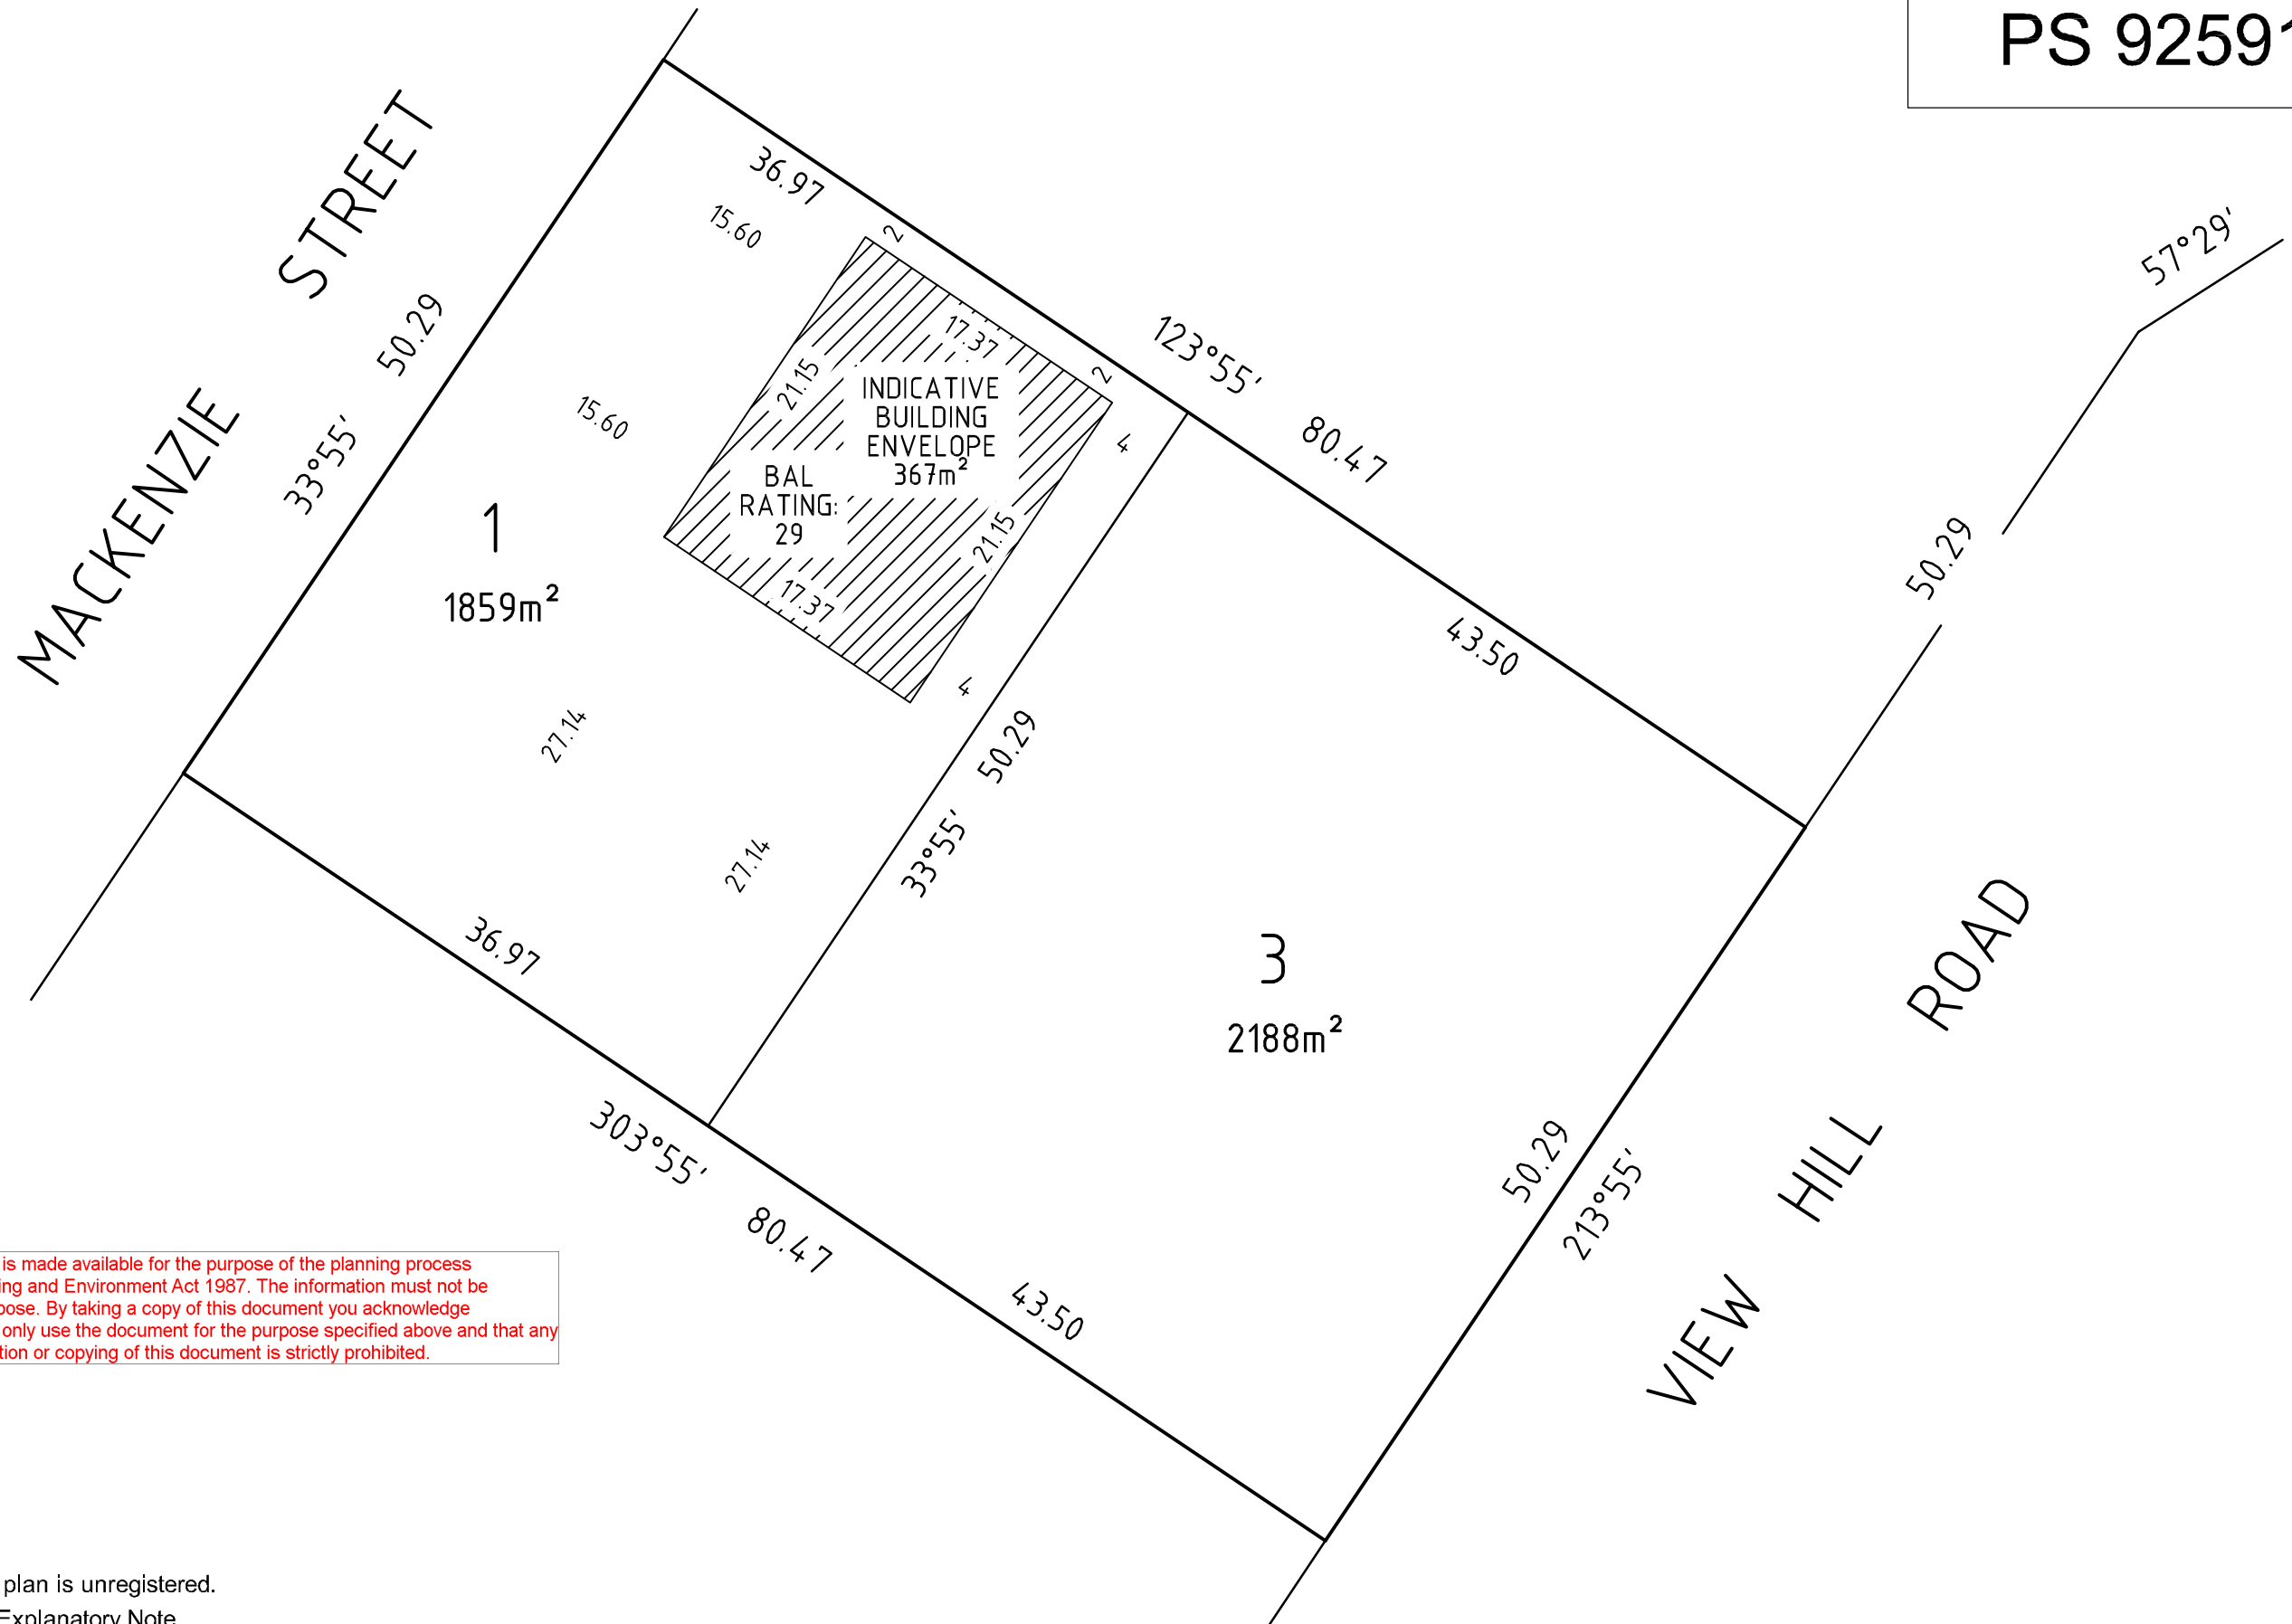 PS 92591
MACKENZIE STREET
36.97
15.60
2
50.29
33°55'
17.37
21.15
2
INDICATIVE
BUILDING
ENVELOPE
367m²
BAL
RATING:
29
15.60
4
123°55'
80.47
57°29'
50.29
1
1859m²
21.15
17.37
4
43.50
27.14
27.14
50.29
33°55'
36.97
3
2188m²
VIEW HILL ROAD
303°55'
80.47
50.29
213°55'
43.50
is made available for the purpose of the planning process
ing and Environment Act 1987. The information must not be
pose. By taking a copy of this document you acknowledge
only use the document for the purpose specified above and that any
tion or copying of this document is strictly prohibited.
plan is unregistered.
Explanatory Note